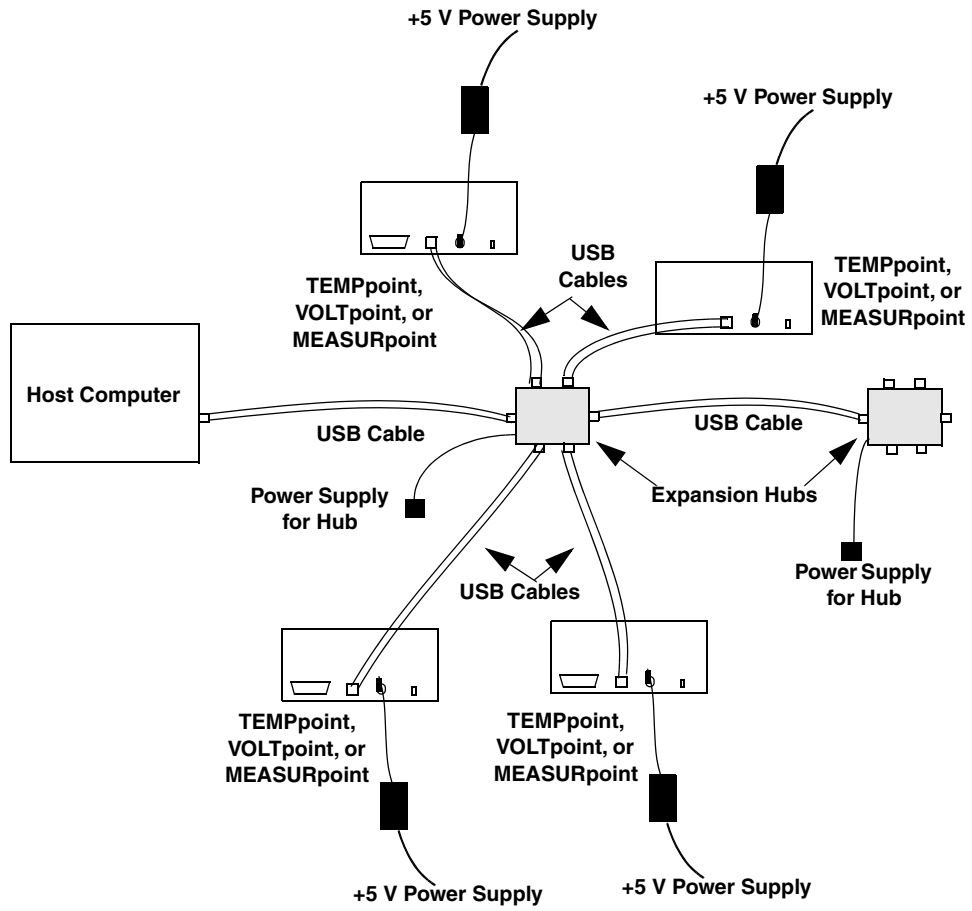 +5 V Power Supply
+5 V Power Supply
USB
Cables
TEMPpoint,
VOLTpoint, or
MEASURpoint
TEMPpoint,
VOLTpoint, or
MEASURpoint
Host Computer
USB Cable
USB Cable
Power Supply
for Hub
Expansion Hubs
Power Supply
for Hub
USB Cables
TEMPpoint,
VOLTpoint, or
MEASURpoint
TEMPpoint,
VOLTpoint, or
MEASURpoint
+5 V Power Supply
+5 V Power Supply